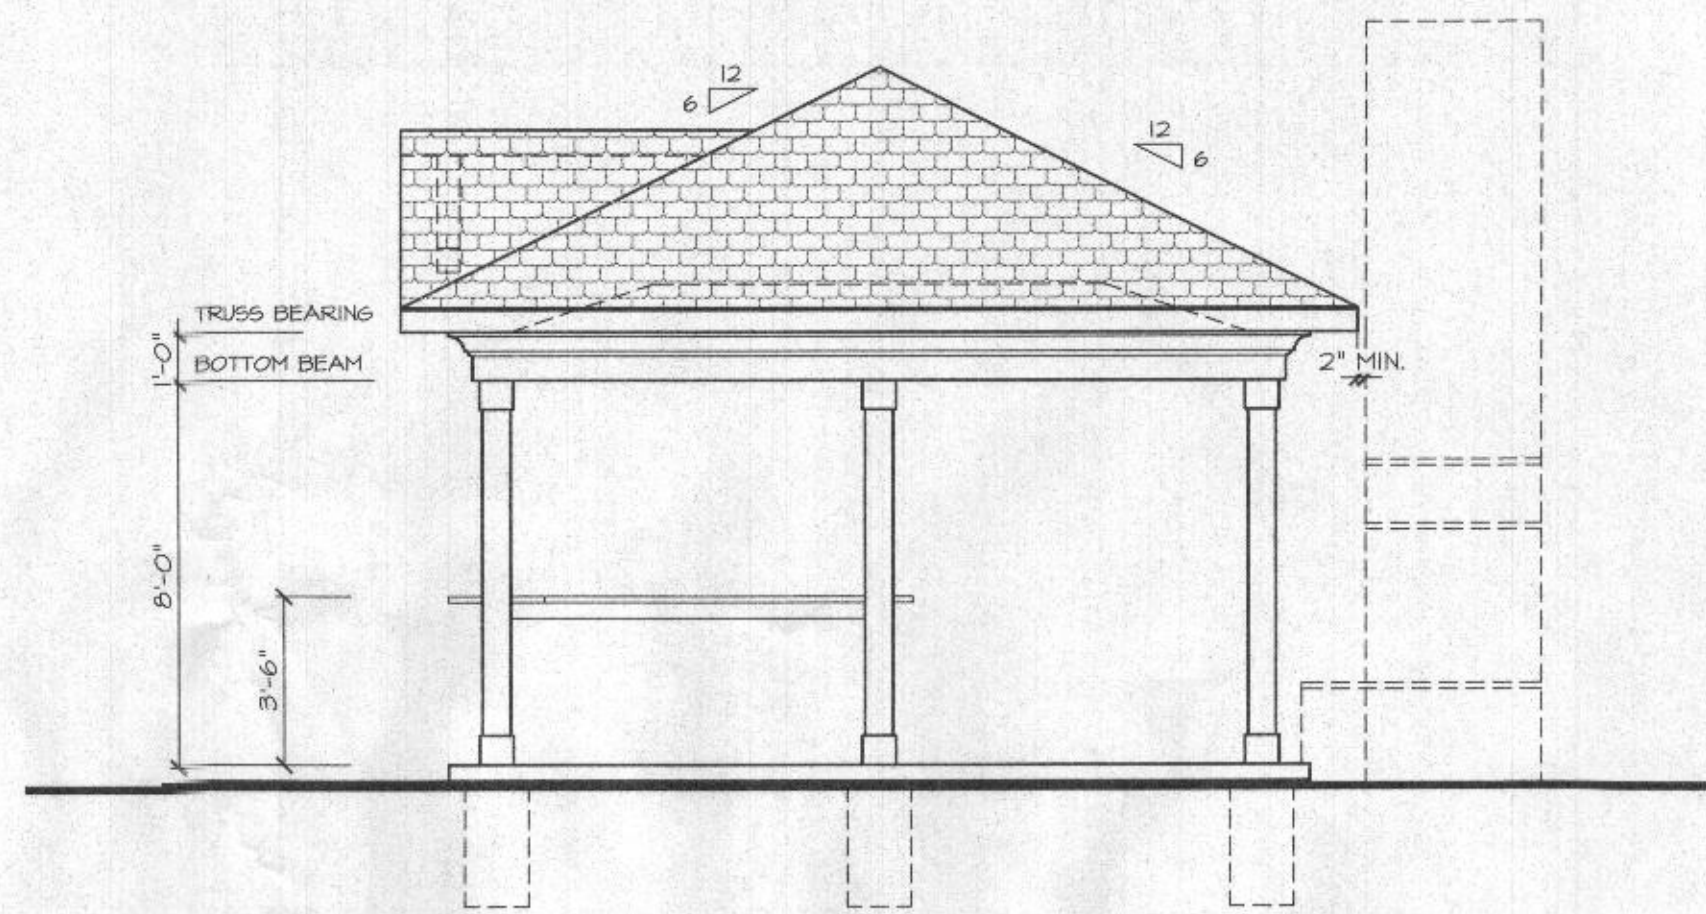 12
6
12
6
TRUSS BEARING
1'-0"
BOTTOM BEAM
2" MIN.
8'-0"
3'-6"